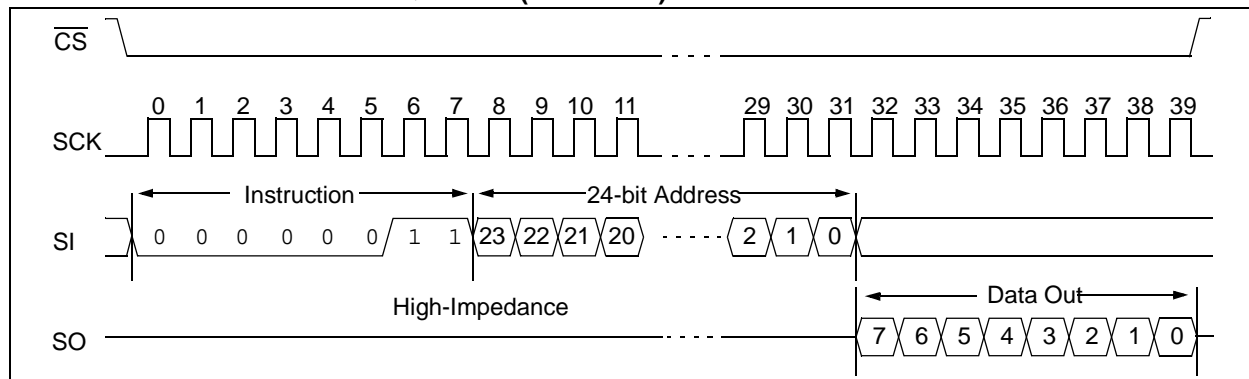 CS
0 1 2 3 4 5 6 7 8 9 10 11 29 30 31 32 33 34 35 36 37 38 39
SCK
Instruction 24-bit Address
SI 0 0 0 0 0 0 1 1 23 22 21 20 2 1 0
High-Impedance Data Out
SO 7 6 5 4 3 2 1 0